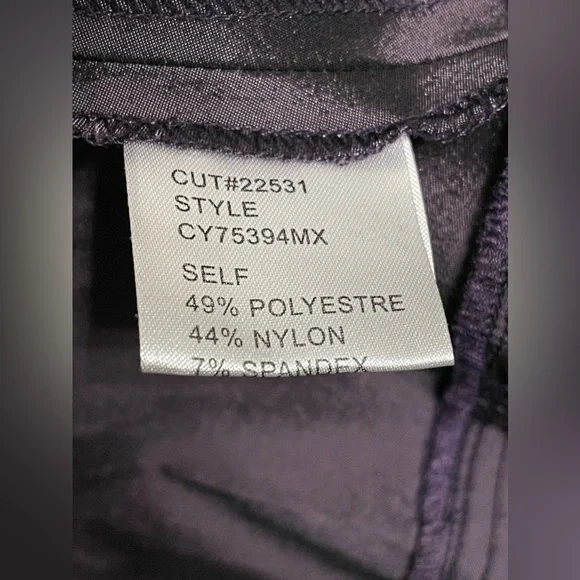 CUT#22531
STYLE
CY75394MX
SELF
49% POLYESTRE
44% NYLON
7% SPANDEX